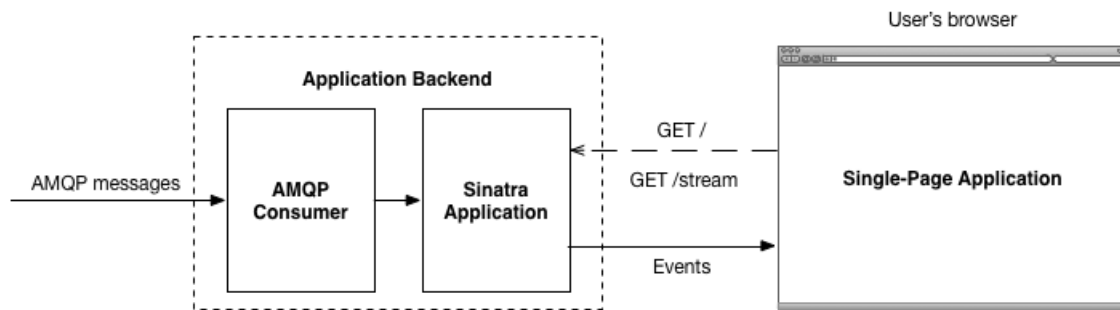 User's browser
Application Backend
GET /
AMQP messages
AMQP
Consumer
Sinatra
Application
GET /stream
Single-Page Application
Events